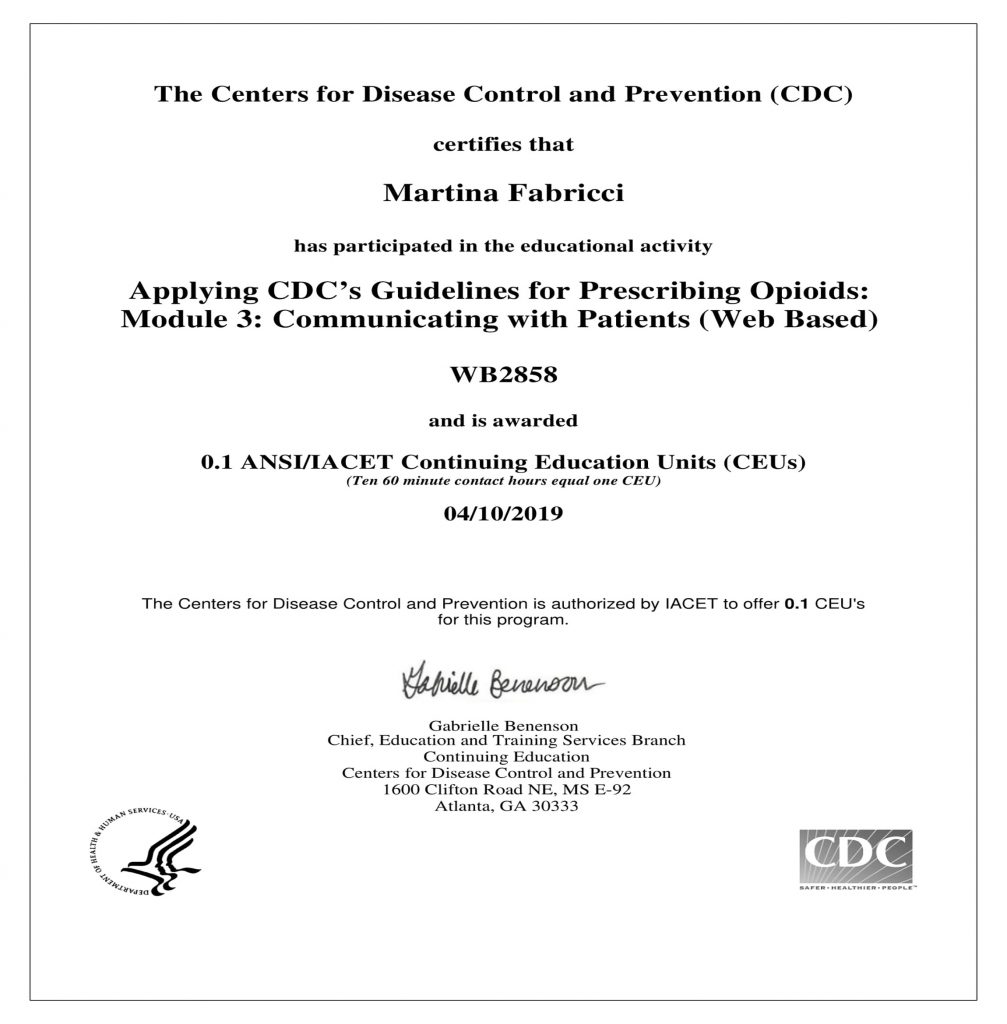 The Centers for Disease Control and Prevention (CDC)
certifies that
Martina Fabricci
has participated in the educational activity
Applying CDC’s Guidelines for Prescribing Opioids:
Module 3: Communicating with Patients (Web Based)
WB2858
and is awarded
0.1 ANSI/IACET Continuing Education Units (CEUs)
(Ten 60 minute contact hours equal one CEU)
04/10/2019
The Centers for Disease Control and Prevention is authorized by IACET to offer 0.1 CEU's
for this program.
Gabrielle Benenson
Gabrielle Benenson
Chief, Education and Training Services Branch
Continuing Education
Centers for Disease Control and Prevention
1600 Clifton Road NE, MS E-92
Atlanta, GA 30333
DEPARTMENT OF HEALTH & HUMAN SERVICES·USA
CDC
SAFER·HEALTHIER·PEOPLE™